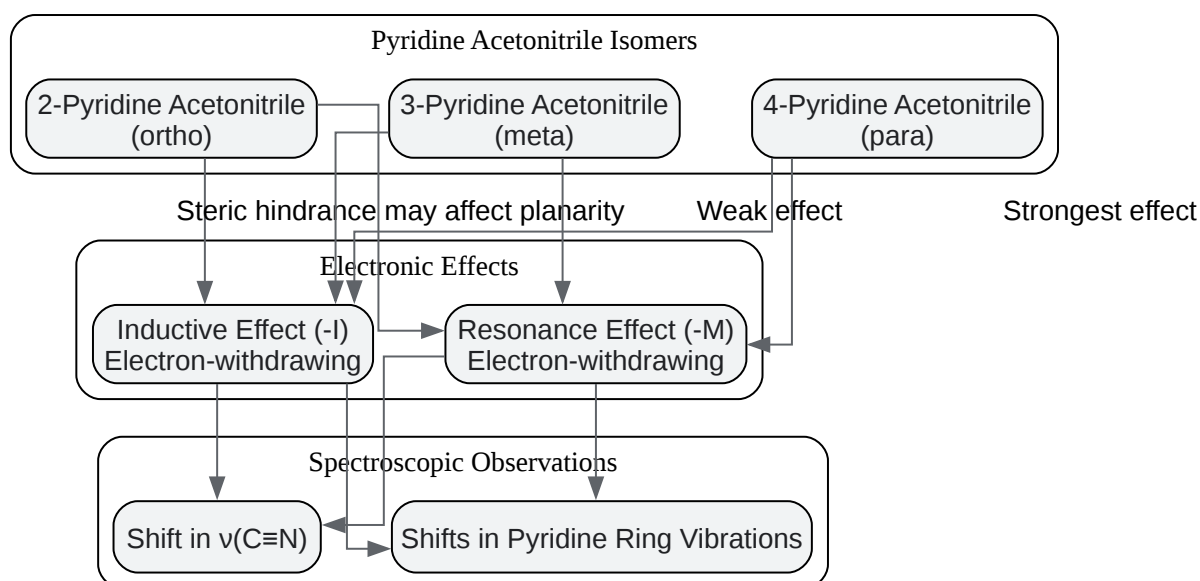 Pyridine Acetonitrile Isomers
2-Pyridine Acetonitrile
(ortho)
3-Pyridine Acetonitrile
(meta)
4-Pyridine Acetonitrile
(para)
Steric hindrance may affect planarity
Weak effect
Strongest effect
Electronic Effects
Inductive Effect (-I)
Electron-withdrawing
Resonance Effect (-M)
Electron-withdrawing
Spectroscopic Observations
Shift in ν(C≡N)
Shifts in Pyridine Ring Vibrations